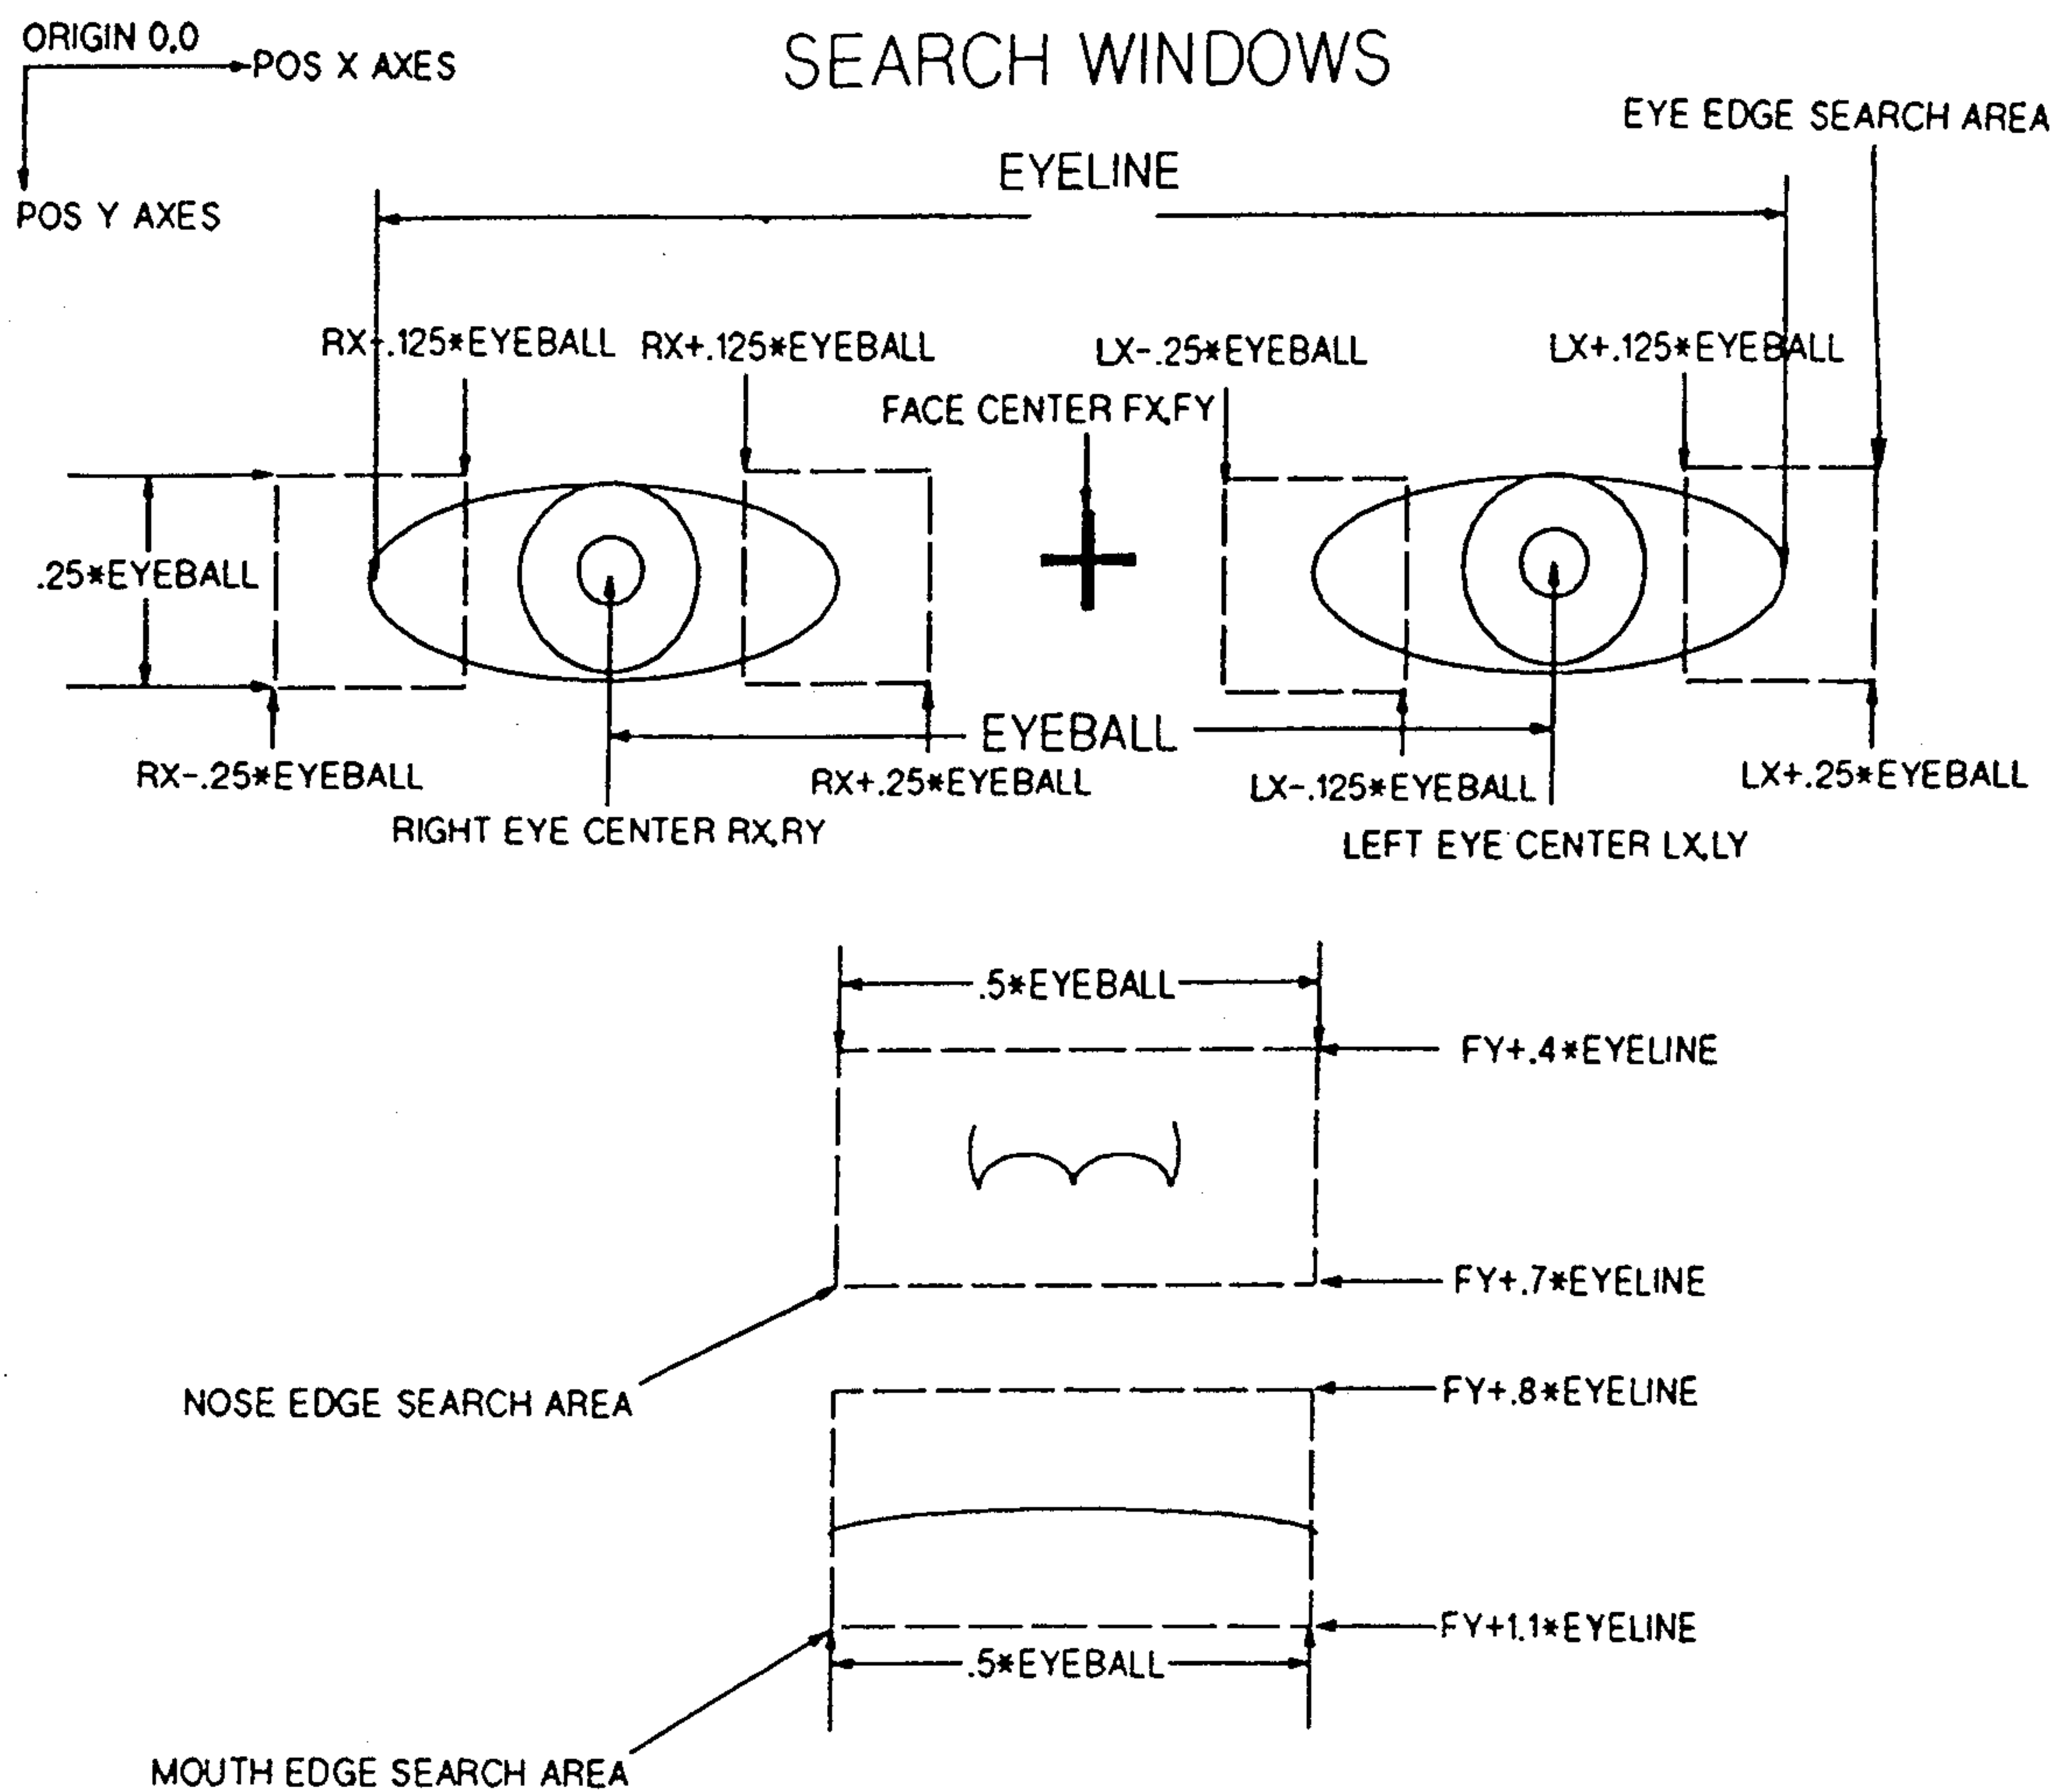 ORIGIN 0,0
POS X AXES
SEARCH WINDOWS
EYE EDGE SEARCH AREA
EYELINE
POS Y AXES
RX-.125*EYEBALL
RX+.125*EYEBALL
LX-.25*EYEBALL
LX+.125*EYEBALL
FACE CENTER FX,FY
.25*EYEBALL
EYEBALL
RX-.25*EYEBALL
RX+.25*EYEBALL
LX-.125*EYEBALL
LX+.25*EYEBALL
RIGHT EYE CENTER RX,RY
LEFT EYE CENTER LX,LY
.5*EYEBALL
FY+.4*EYELINE
FY+.7*EYELINE
NOSE EDGE SEARCH AREA
FY+.8*EYELINE
FY+1.1*EYELINE
.5*EYEBALL
MOUTH EDGE SEARCH AREA